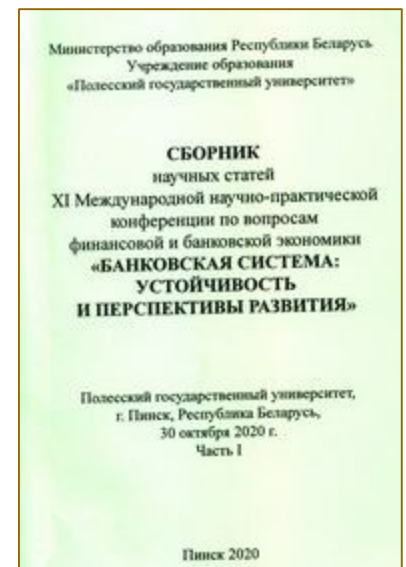 Министерство образования Республики Беларусь
Учреждение образования
«Полесский государственный университет»
СБОРНИК
научных статей
XI Международной научно-практической
конференции по вопросам
финансовой и банковской экономики
«БАНКОВСКАЯ СИСТЕМА:
УСТОЙЧИВОСТЬ
И ПЕРСПЕКТИВЫ РАЗВИТИЯ»
Полесский государственный университет,
г. Пинск, Республика Беларусь,
30 октября 2020 г.
Часть I
Пинск 2020